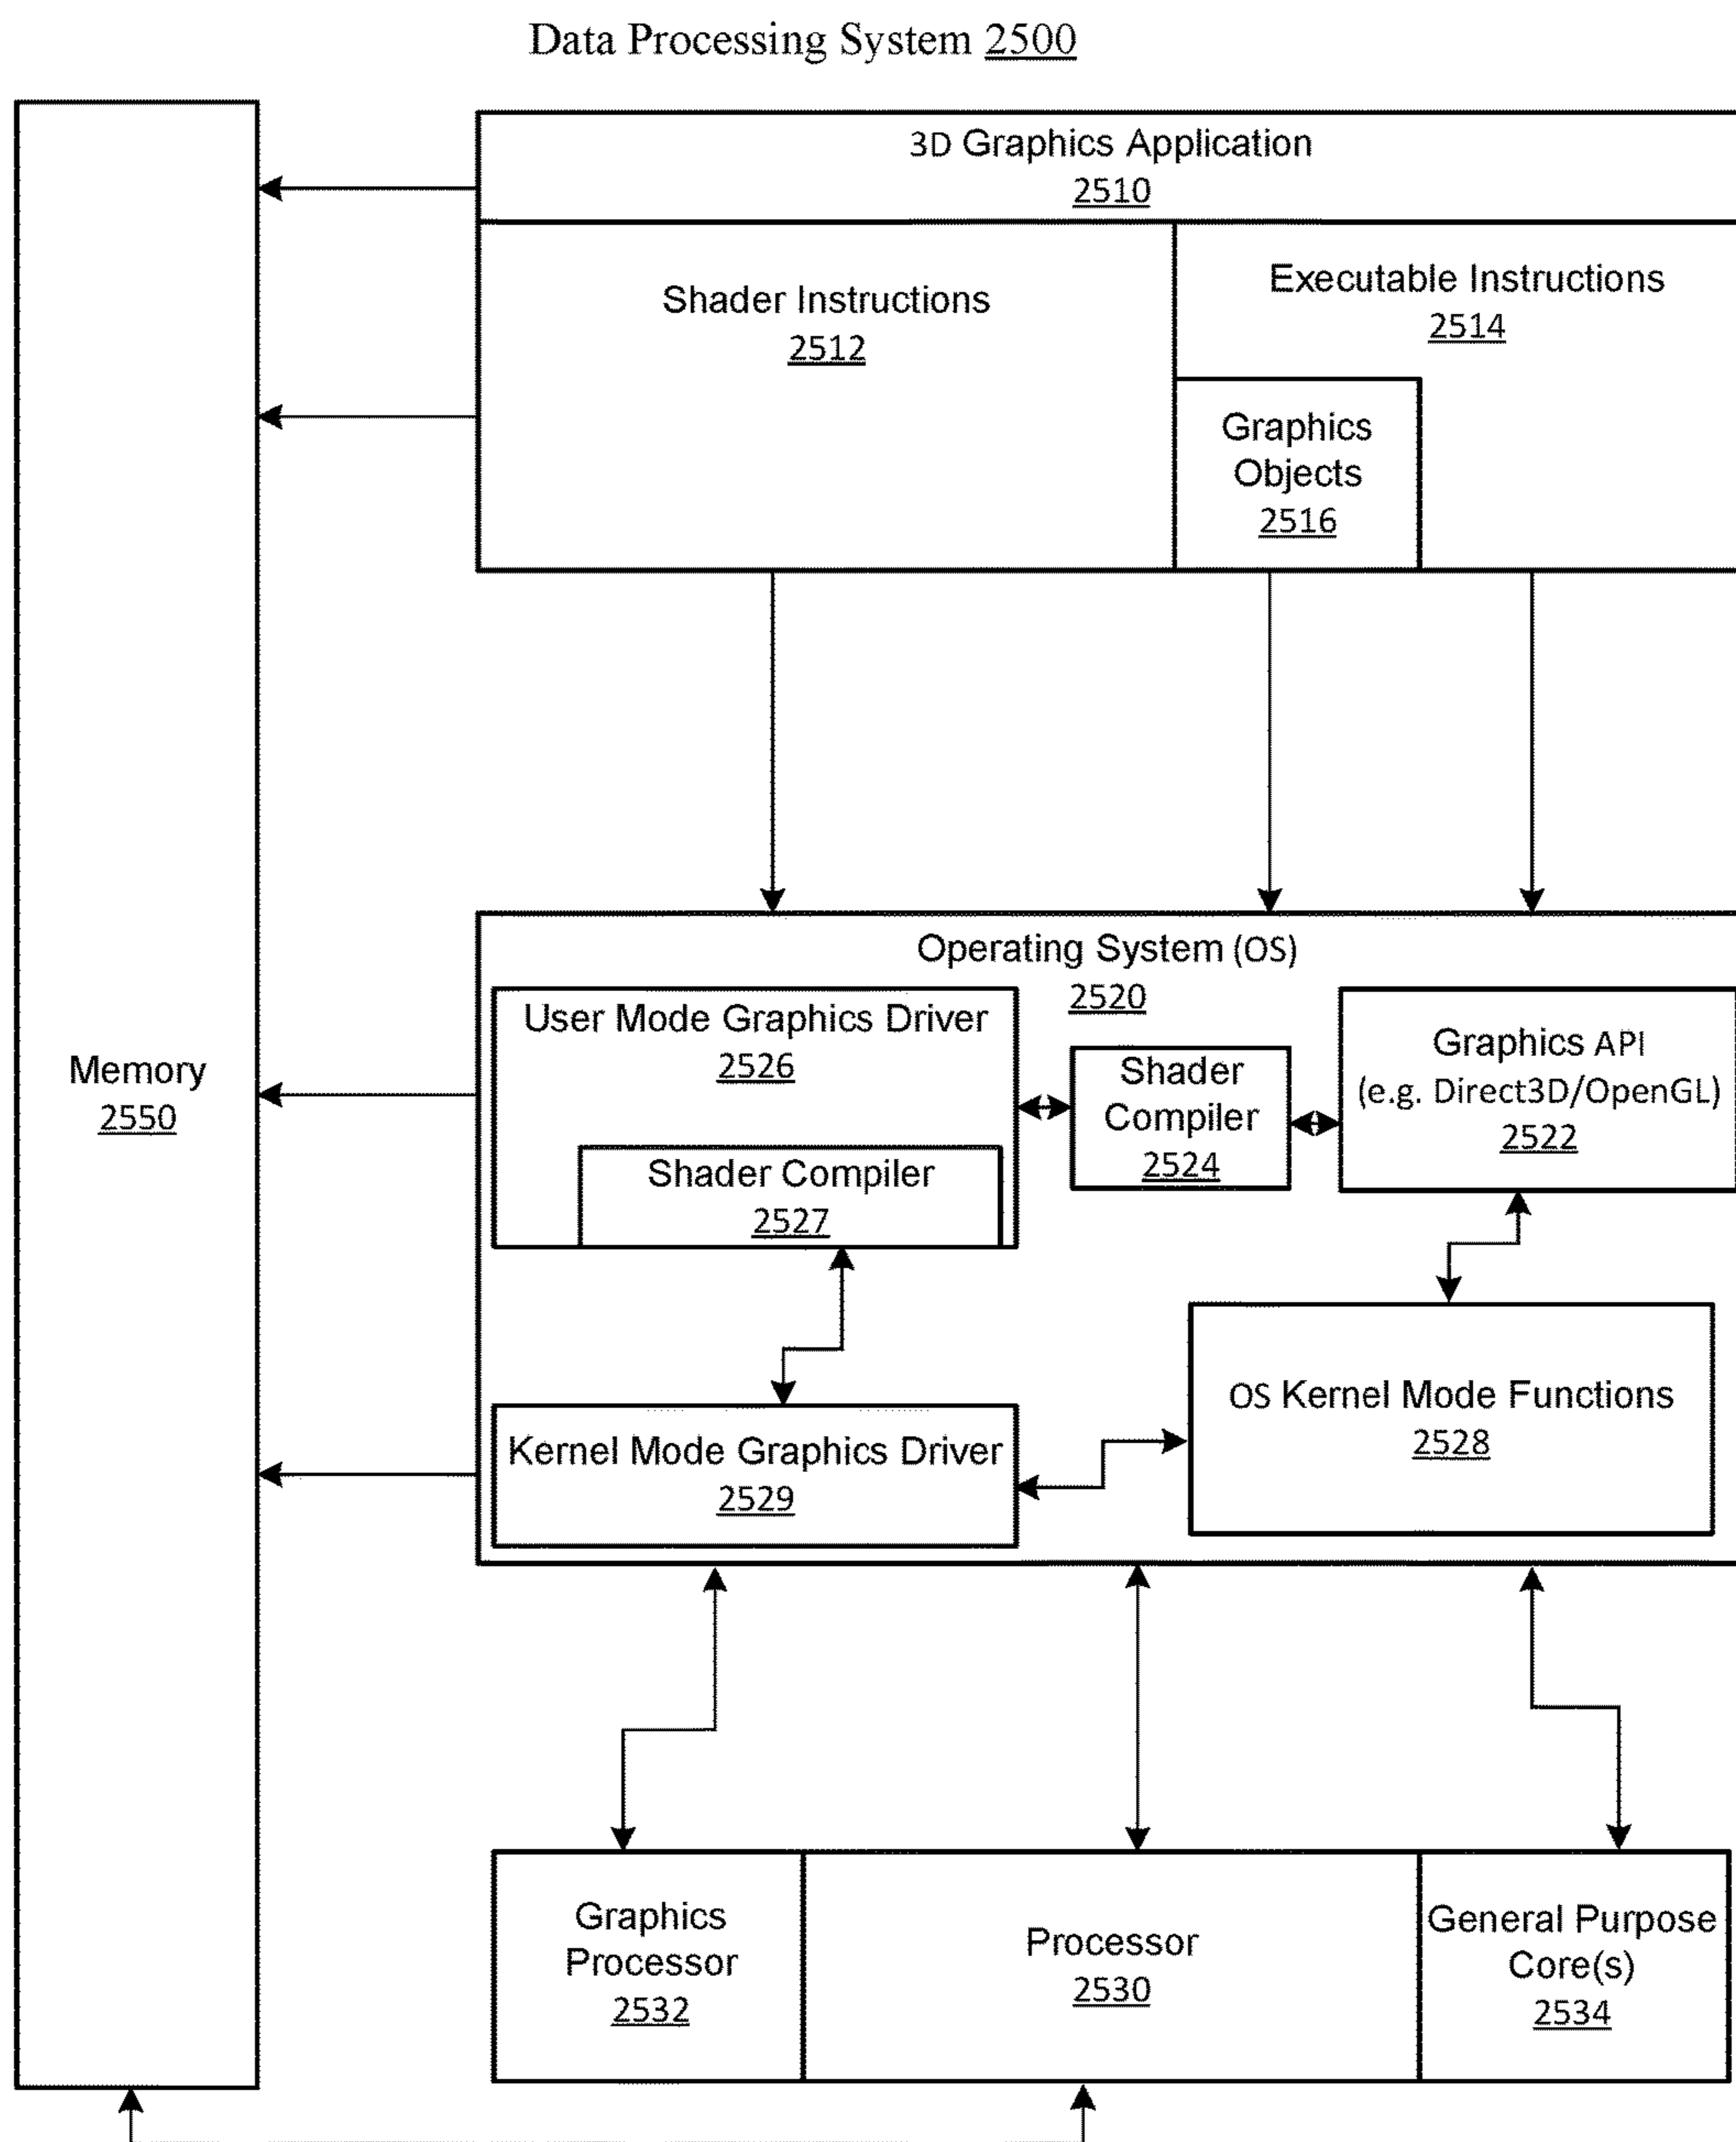 Data Processing System 2500
3D Graphics Application
2510
Shader Instructions
2512
Executable Instructions
2514
Graphics
Objects
2516
Memory
2550
Operating System (OS)
2520
User Mode Graphics Driver
2526
Shader Compiler
2527
Shader
Compiler
2524
Graphics API
(e.g. Direct3D/OpenGL)
2522
Kernel Mode Graphics Driver
2529
OS Kernel Mode Functions
2528
Graphics
Processor
2532
Processor
2530
General Purpose
Core(s)
2534